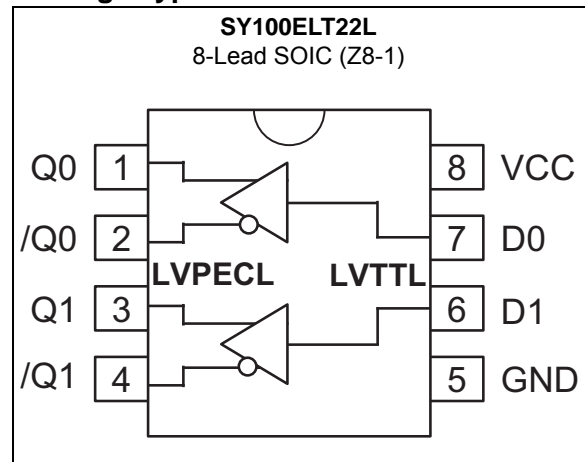 SY100ELT22L
8-Lead SOIC (Z8-1)
Q0 1 8 VCC
/Q0 2 7 D0
LVPECL LVTTL
Q1 3 6 D1
/Q1 4 5 GND